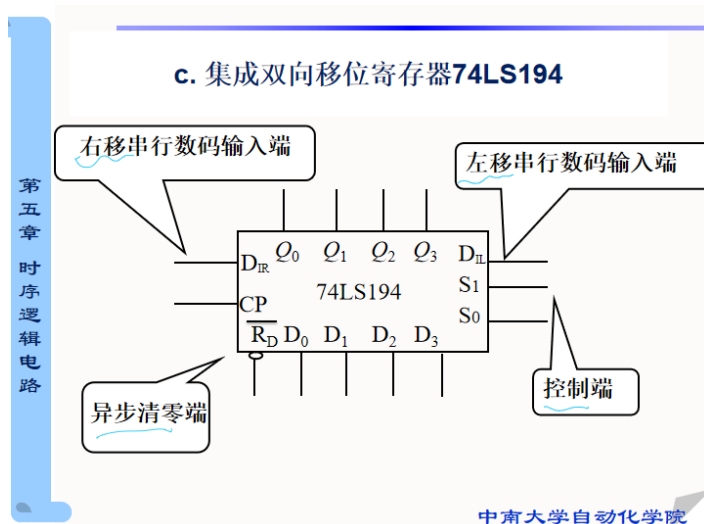 c. 集成双向移位寄存器74LS194
右移串行数码输入端
左移串行数码输入端
第五章 时序逻辑电路
Q0 Q1 Q2 Q3
DIR
DIL
74LS194
S1
CP
S0
RD D0 D1 D2 D3
异步清零端
控制端
中南大学自动化学院